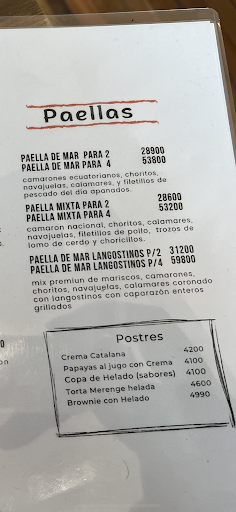 Paellas
PAELLA DE MAR PARA 2 28900
PAELLA DE MAR PARA 4 53800
camarones ecuatorianos, choritos,
navajuelas, calamares, y filetillos de
pescado del dia apanados.
PAELLA MIXTA PARA 2 28600
PAELLA MIXTA PARA 4 53200
camaron nacional, choritos, calamares,
navajuelas, filetillos de pollo, trozos de
lomo de cerdo y choricillos.
PAELLA DE MAR LANGOSTINOS P/2 31200
PAELLA DE MAR LANGOSTINOS P/4 59800
mix premiun de mariscos, camarones,
choritos, navajuelas, calamares coronado
con langostinos con caparazón enteros
grillados
Postres
Crema Catalana 4200
Papayas al jugo con Crema 4100
Copa de Helado (sabores) 4100
Torta Merenge helada 4600
Brownie con Helado 4990